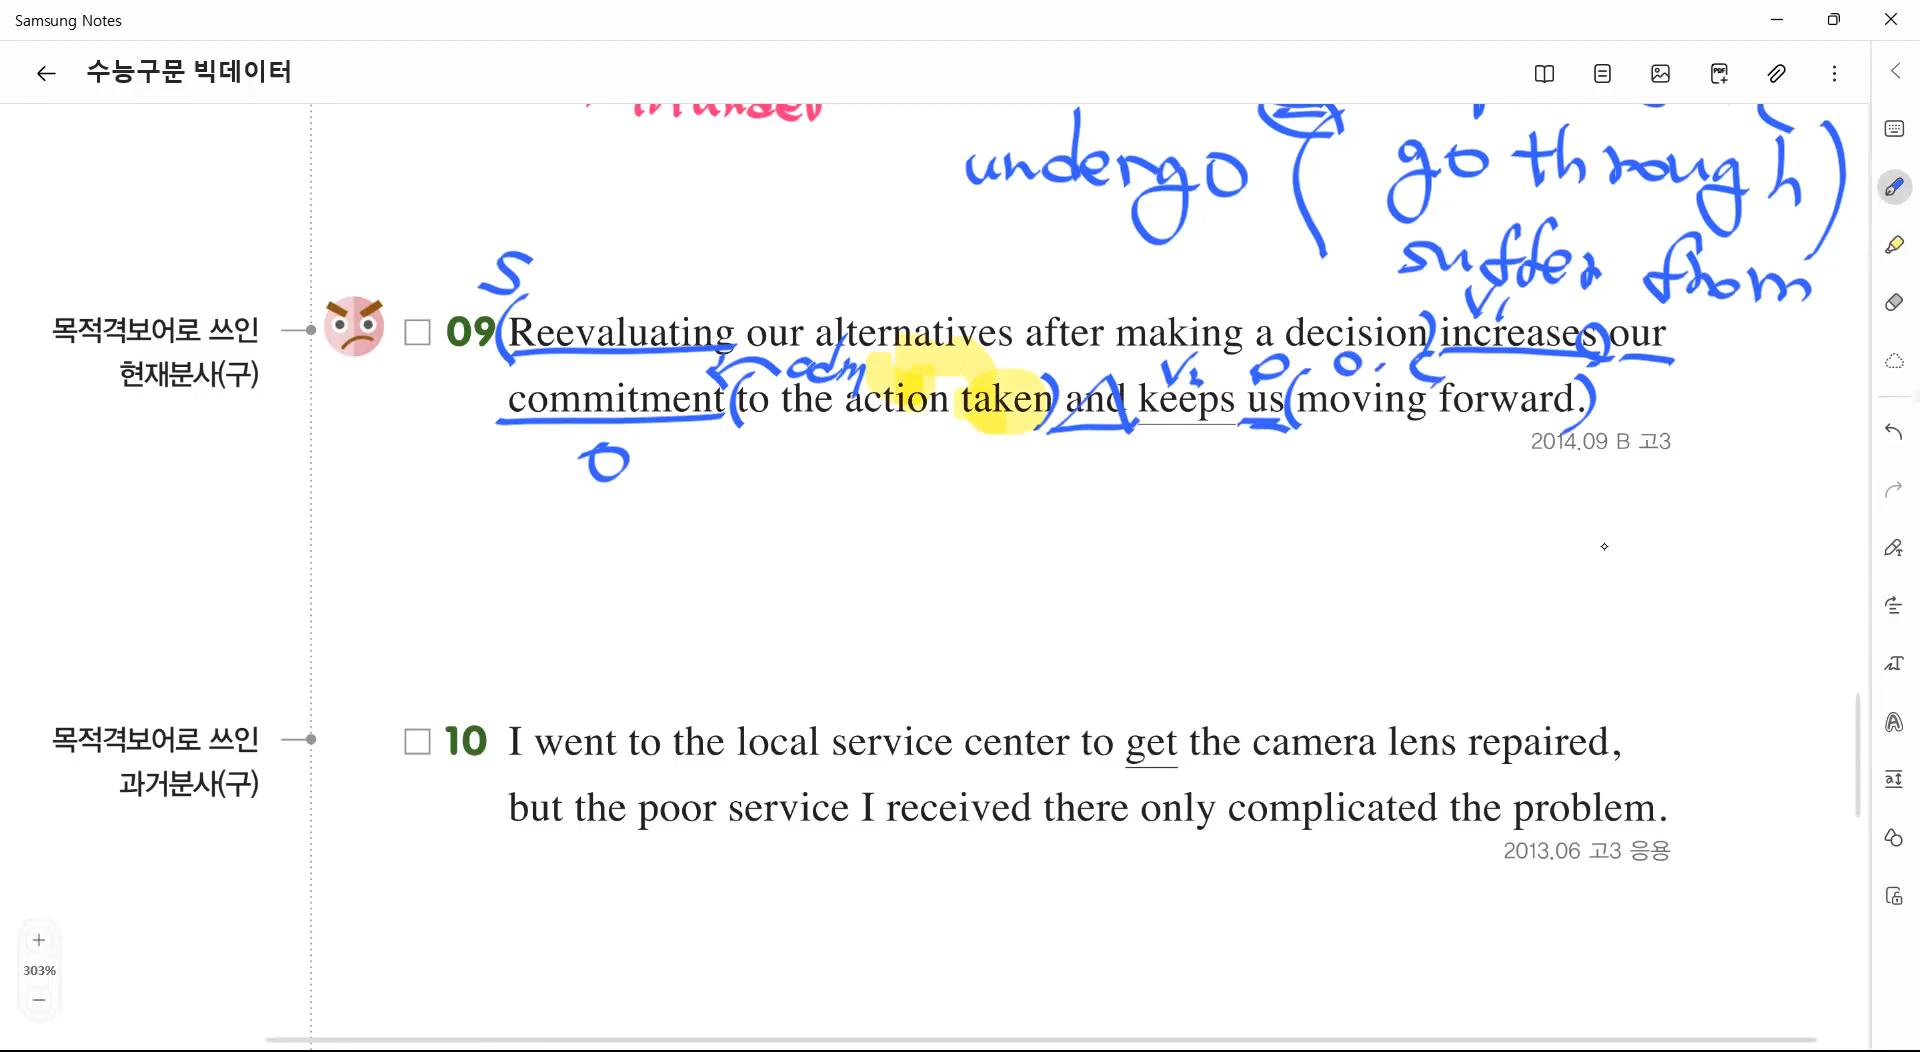 Samsung Notes
수능구문 빅데이터
undergo ( go through )
suffer from
S V₁
목적격보어로 쓰인
현재분사(구)
09 (Reevaluating our alternatives after making a decision) increases our
adm V₂ O O.C
commitment (to the action taken) and keeps us (moving forward.)
2014.09 B 고3
O
목적격보어로 쓰인
과거분사(구)
10 I went to the local service center to get the camera lens repaired,
but the poor service I received there only complicated the problem.
2013.06 고3 응용
303%